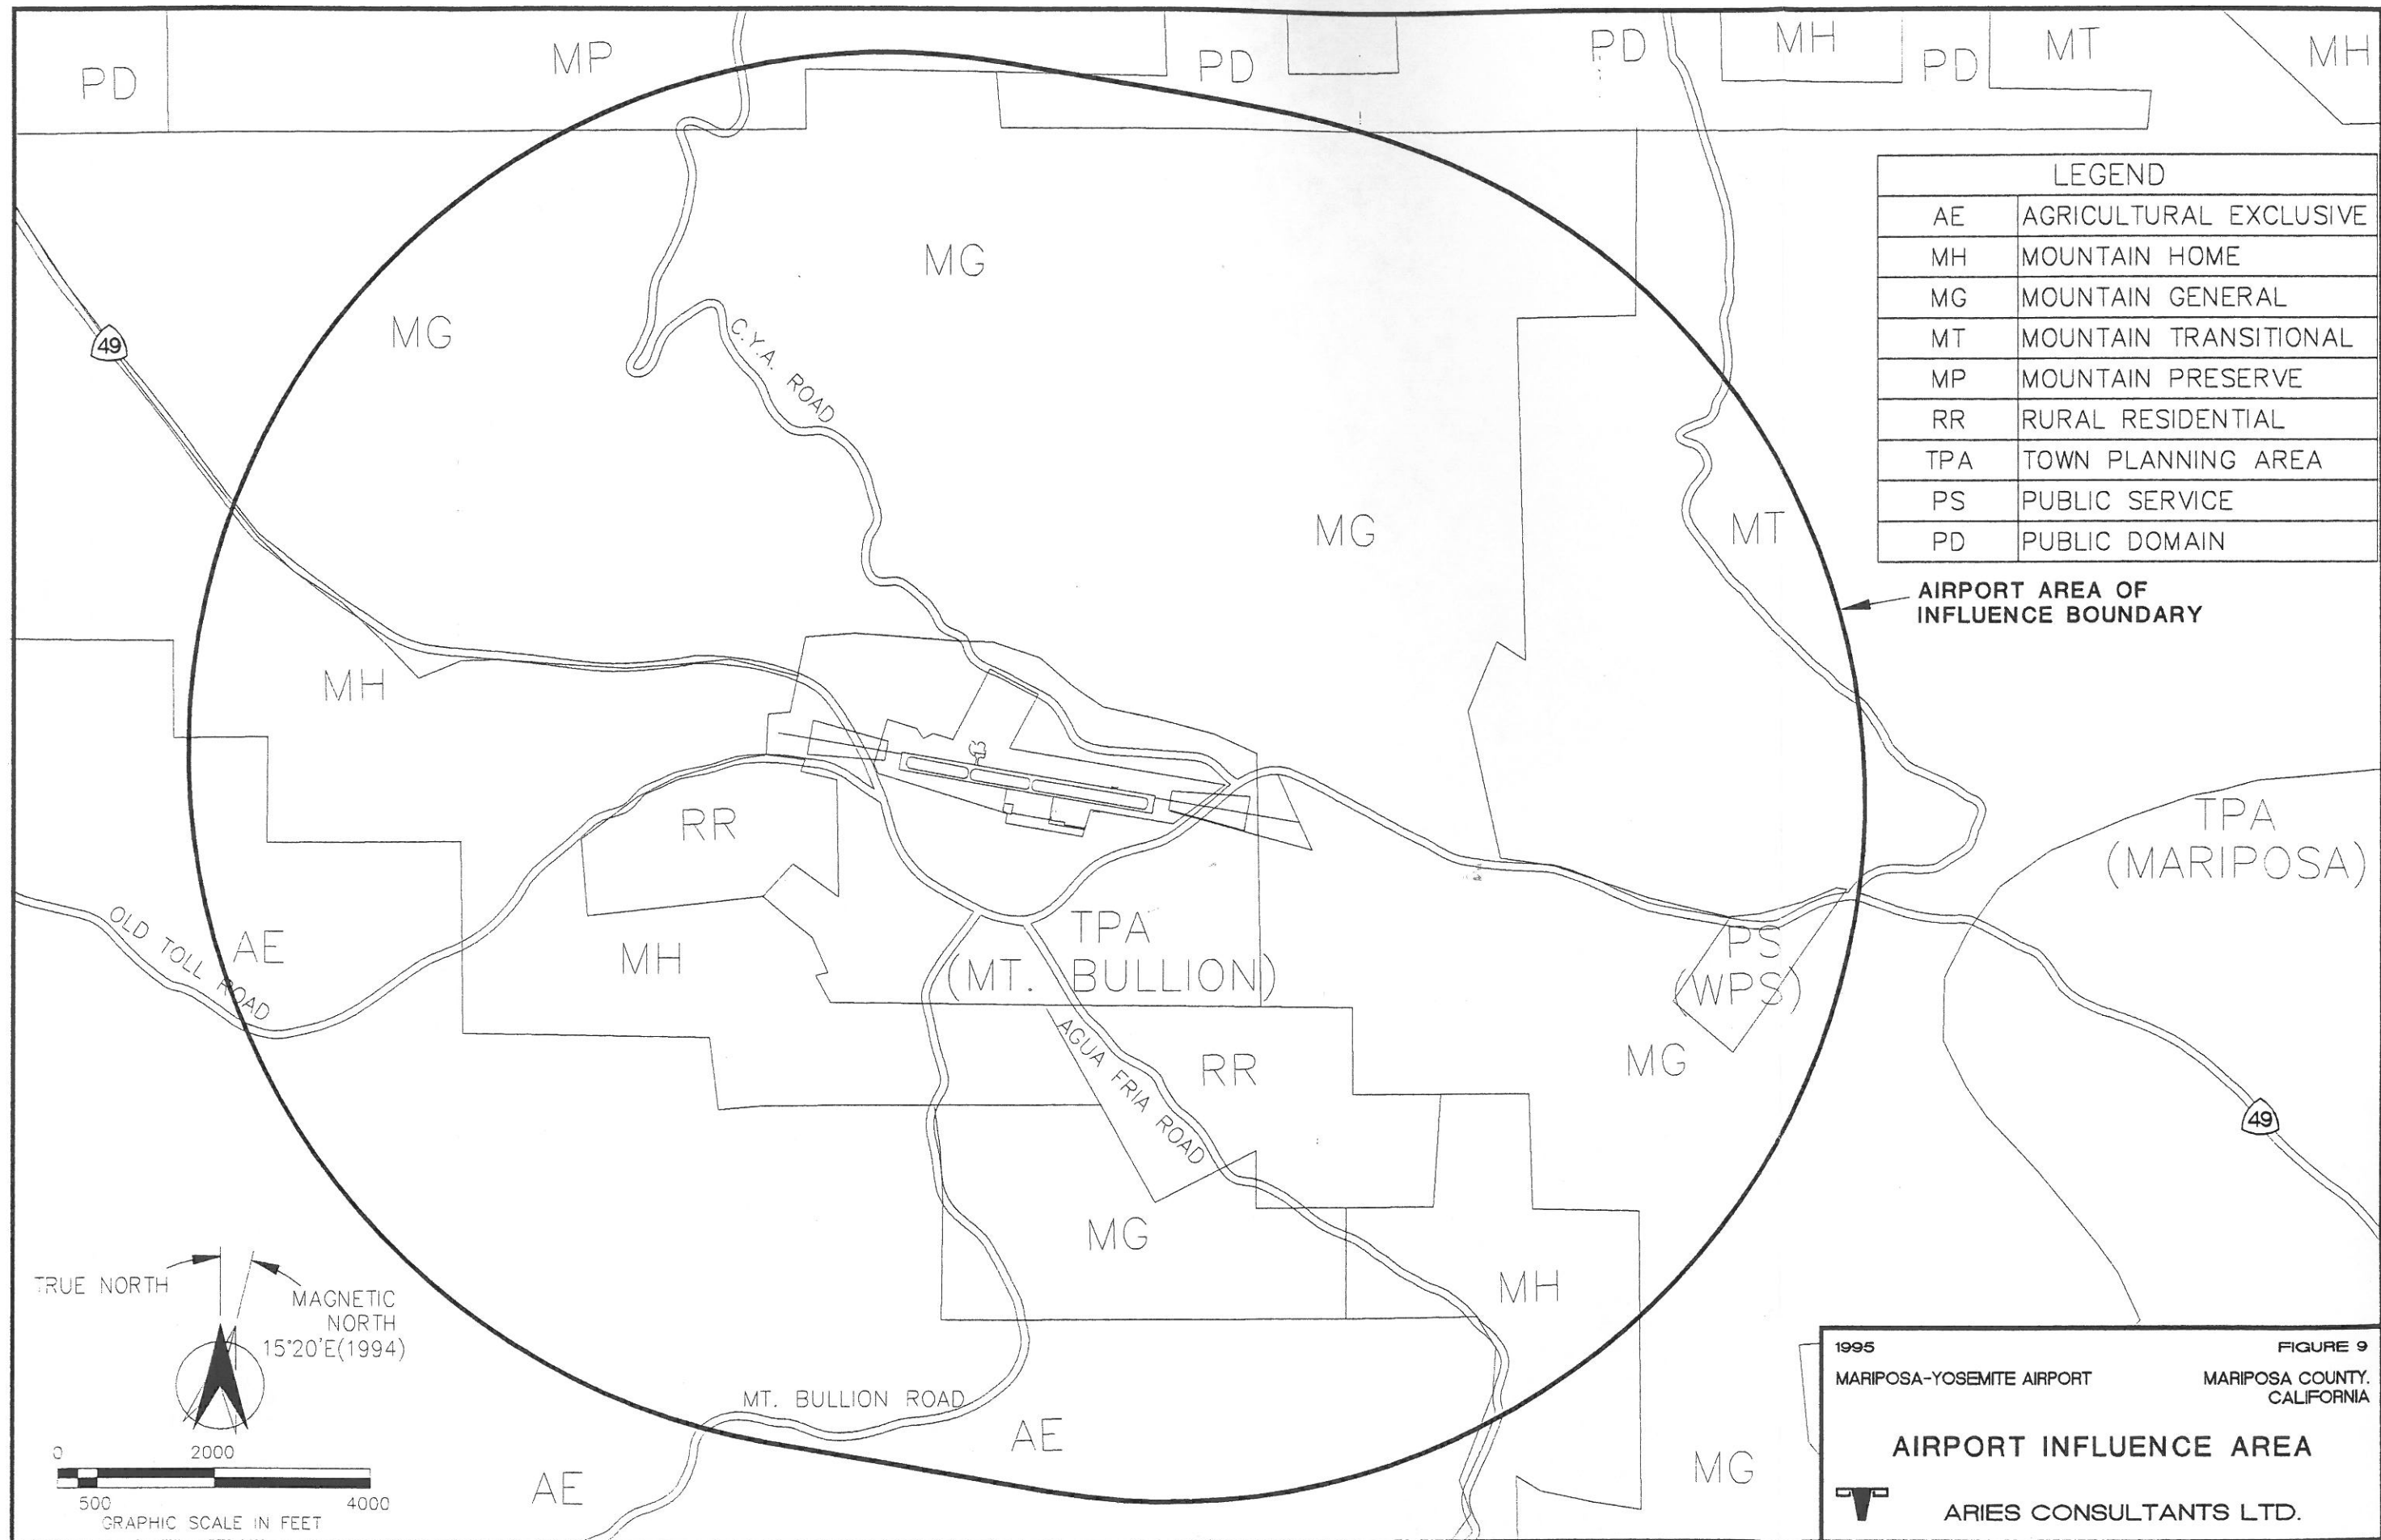 PD
MP
PD
PD
MH
PD
MT
MH
LEGEND
AE AGRICULTURAL EXCLUSIVE
MH MOUNTAIN HOME
MG MOUNTAIN GENERAL
MT MOUNTAIN TRANSITIONAL
MP MOUNTAIN PRESERVE
RR RURAL RESIDENTIAL
TPA TOWN PLANNING AREA
PS PUBLIC SERVICE
PD PUBLIC DOMAIN
AIRPORT AREA OF
INFLUENCE BOUNDARY
MG
MG
49
C.Y.A. ROAD
MG
MT
MH
RR
TPA
(MARIPOSA)
OLD TOLL ROAD
AE
MH
TPA
(MT. BULLION)
PS
(WPS)
AGUA FRIA ROAD
RR
MG
49
MG
MH
TRUE NORTH
MAGNETIC
NORTH
15°20'E(1994)
MT. BULLION ROAD
AE
AE
MG
0 2000
500 4000
GRAPHIC SCALE IN FEET
1995 FIGURE 9
MARIPOSA-YOSEMITE AIRPORT MARIPOSA COUNTY.
CALIFORNIA
AIRPORT INFLUENCE AREA
ARIES CONSULTANTS LTD.